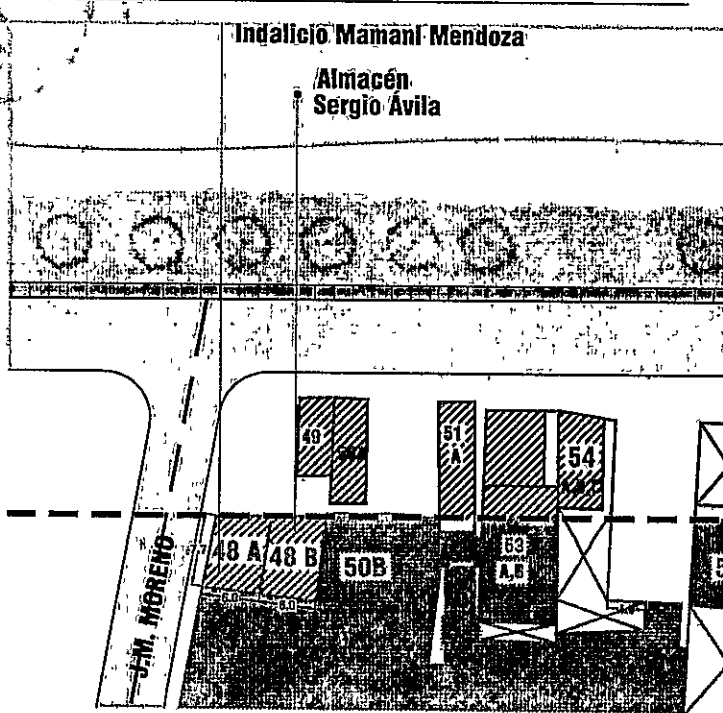 Indalicio Mamani Mendoza
Almacén
Sergio Ávila
49
51
A
54
48 A
48 B
50B
53
A,B
6.0
6.0
J.M. MORENO